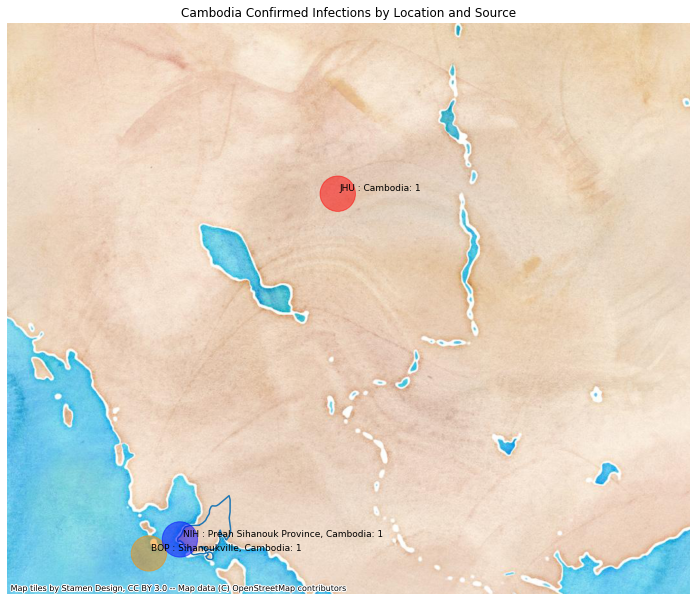 Cambodia Confirmed Infections by Location and Source
JHU : Cambodia: 1
NIH : Preah Sihanouk Province, Cambodia: 1
BOP : Sihanoukville, Cambodia: 1
Map tiles by Stamen Design, CC BY 3.0 -- Map data (C) OpenStreetMap contributors